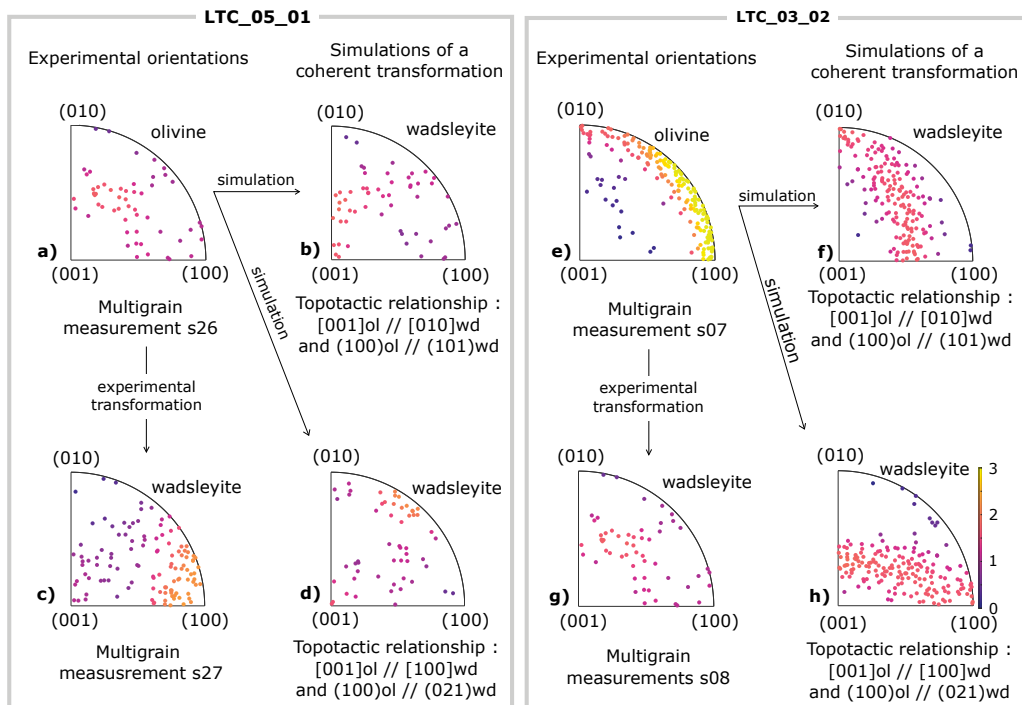 LTC_05_01
Experimental orientations
Simulations of a
coherent transformation
(010)
olivine
a)
(001)
(100)
Multigrain
measurement s26
simulation
simulation
(010)
wadsleyite
b)
(001)
(100)
Topotactic relationship :
[001]ol // [010]wd
and (100)ol // (101)wd
experimental
transformation
(010)
wadsleyite
c)
(001)
(100)
Multigrain
measusrement s27
(010)
wadsleyite
d)
(001)
(100)
Topotactic relationship :
[001]ol // [100]wd
and (100)ol // (021)wd
LTC_03_02
Experimental orientations
Simulations of a
coherent transformation
(010)
olivine
e)
(001)
(100)
Multigrain
measurement s07
simulation
simulation
(010)
wadsleyite
f)
(001)
(100)
Topotactic relationship :
[001]ol // [010]wd
and (100)ol // (101)wd
experimental
transformation
(010)
wadsleyite
g)
(001)
(100)
Multigrain
measurements s08
(010)
wadsleyite
h)
(001)
(100)
3
2
1
0
Topotactic relationship :
[001]ol // [100]wd
and (100)ol // (021)wd